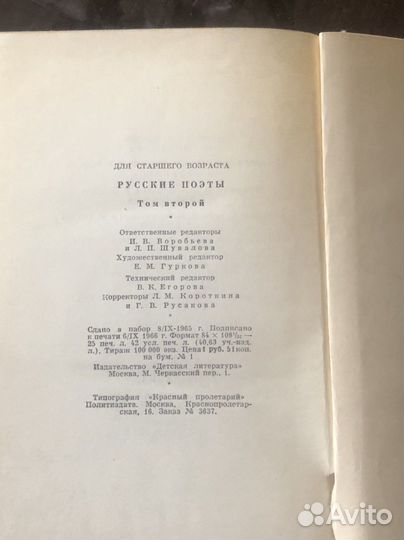 ДЛЯ СТАРШЕГО ВОЗРАСТА
РУССКИЕ ПОЭТЫ
Том второй
*
Ответственные редакторы
И. В. Воробьева
и Л. П. Шувалова
Художественный редактор
Е. М. Гуркова
Технический редактор
В. К. Егорова
Корректоры Л. М. Короткина
и Г. В. Русакова
*
Сдано в набор 8/IX-1965 г. Подписано
к печати 6/IX 1966 г. Формат 84 × 108¹/₃₂ —
25 печ. л. 42 усл. печ. л. (40,63 уч.-изд.
л.). Тираж 100 000 экз. Цена 1 руб. 51 коп.
на бум. № 1
Издательство «Детская литература»
Москва, М. Черкасский пер., 1.
*
Типография «Красный пролетарий»
Политиздата. Москва, Краснопролетар-
ская, 16. Заказ № 3637.
Avito